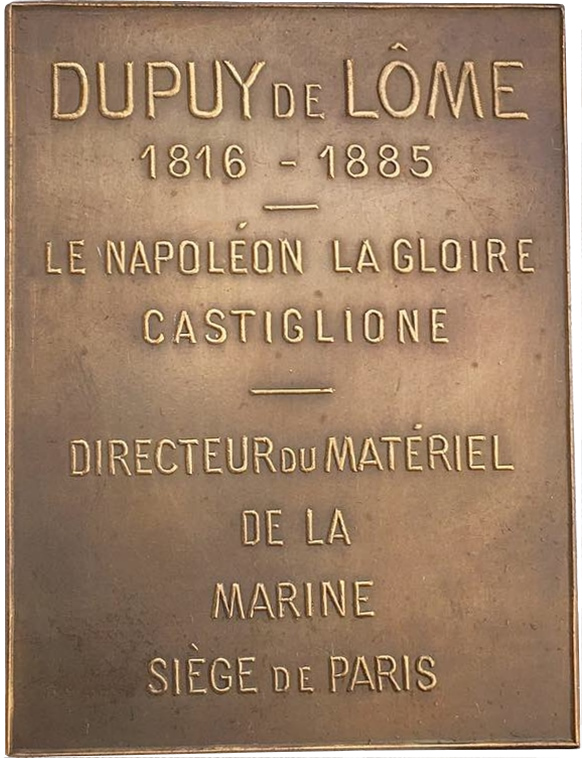 DUPUY DE LÔME
1816 - 1885
LE NAPOLÉON LA GLOIRE
CASTIGLIONE
DIRECTEUR DU MATÉRIEL
DE LA
MARINE
SIÈGE DE PARIS